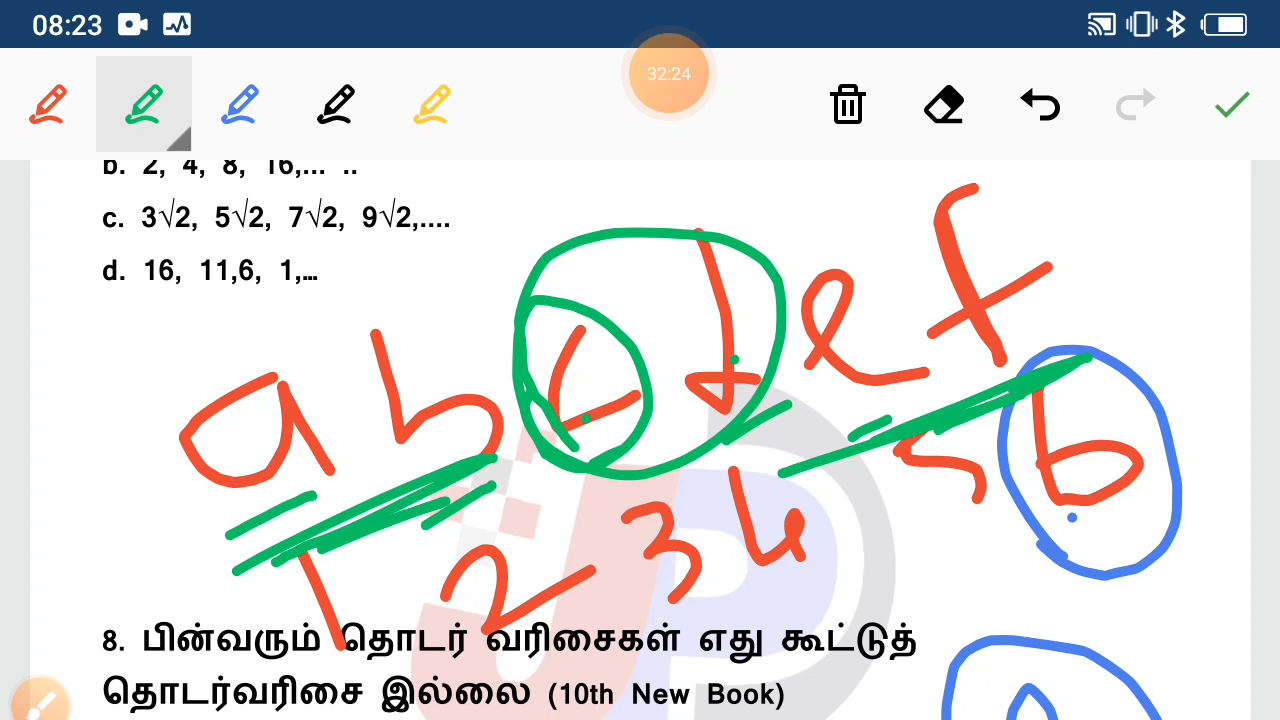 08:23
32:24
b. 2, 4, 8, 16,... ..
c. 3√2, 5√2, 7√2, 9√2,....
d. 16, 11,6, 1,…
a b c d e f
1 2 3 4 5 6
8. பின்வரும் தொடர் வரிசைகள் எது கூட்டுத்
தொடர்வரிசை இல்லை (10th New Book)